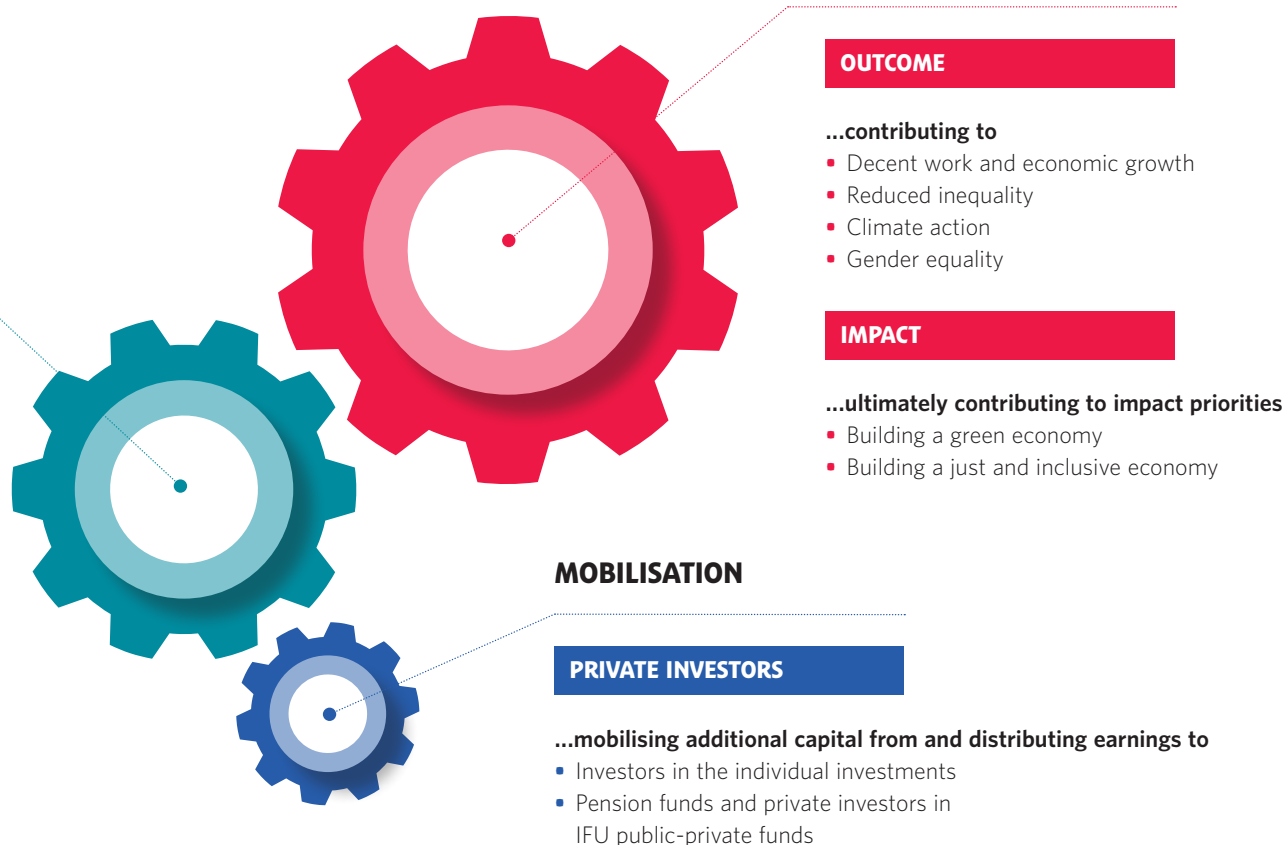 OUTCOME
...contributing to
• Decent work and economic growth
• Reduced inequality
• Climate action
• Gender equality
IMPACT
...ultimately contributing to impact priorities
• Building a green economy
• Building a just and inclusive economy
MOBILISATION
PRIVATE INVESTORS
...mobilising additional capital from and distributing earnings to
• Investors in the individual investments
• Pension funds and private investors in
IFU public-private funds